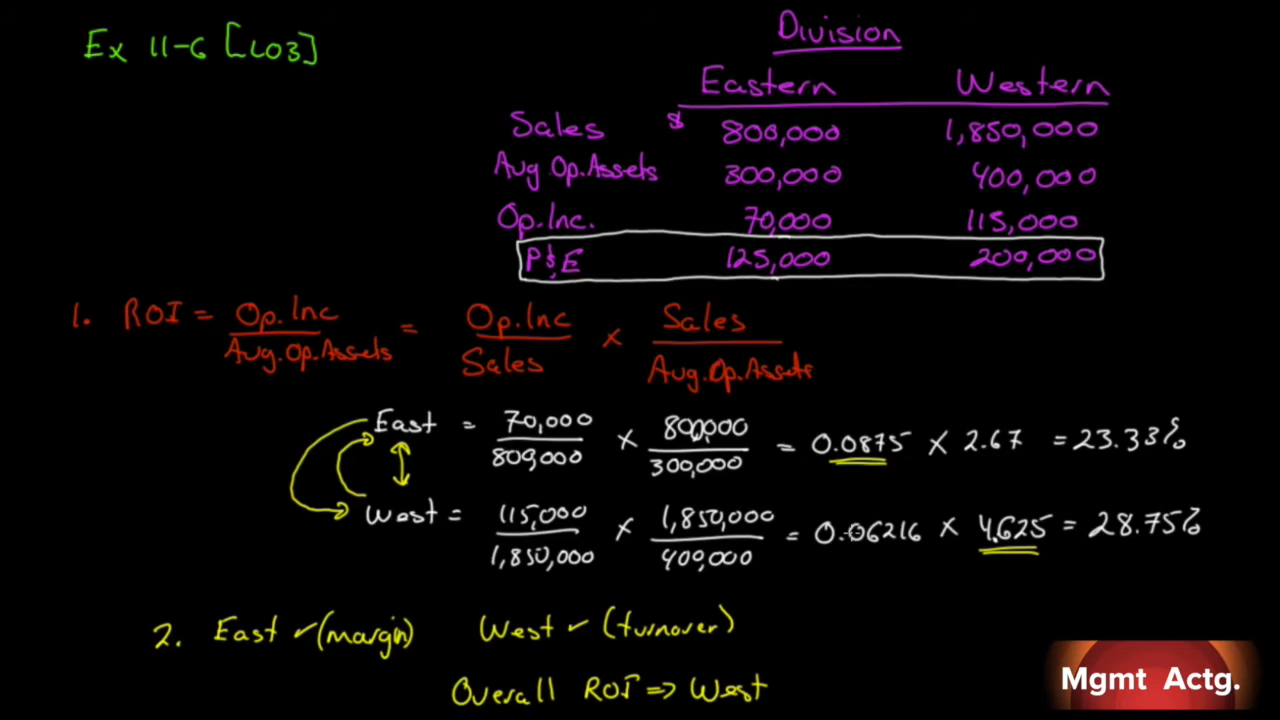 Ex 11-6 [LO3]
Division
Eastern Western
Sales $ 800,000 1,850,000
Avg Op. Assets 300,000 400,000
Op. Inc. 70,000 115,000
P&E 125,000 200,000
1. ROI = Op. Inc / Avg. Op. Assets = Op. Inc / Sales × Sales / Avg. Op. Assets
East = 70,000 / 800,000 × 800,000 / 300,000 = 0.0875 × 2.67 = 23.33%
West = 115,000 / 1,850,000 × 1,850,000 / 400,000 = 0.06216 × 4.625 = 28.75%
2. East ✓ (margin) West ✓ (turnover)
Overall ROI ⇒ West
Mgmt Actg.